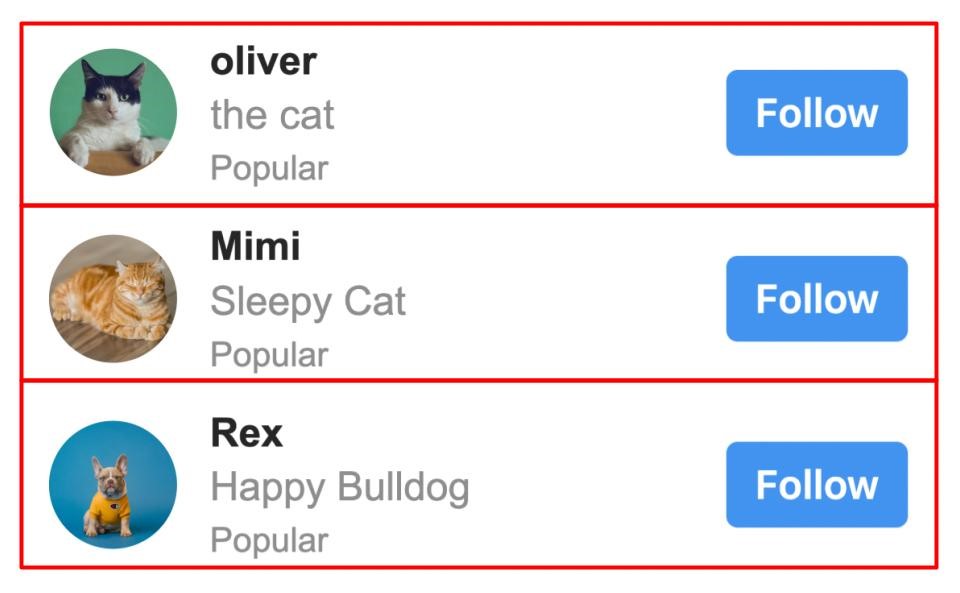 oliver
the cat
Popular
Follow
Mimi
Sleepy Cat
Popular
Follow
Rex
Happy Bulldog
Popular
Follow